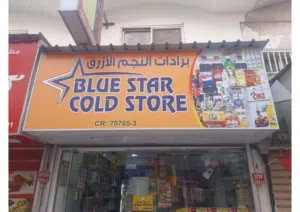 برادات النجم الأزرق
BLUE STAR
COLD STORE
CR: 70765-3